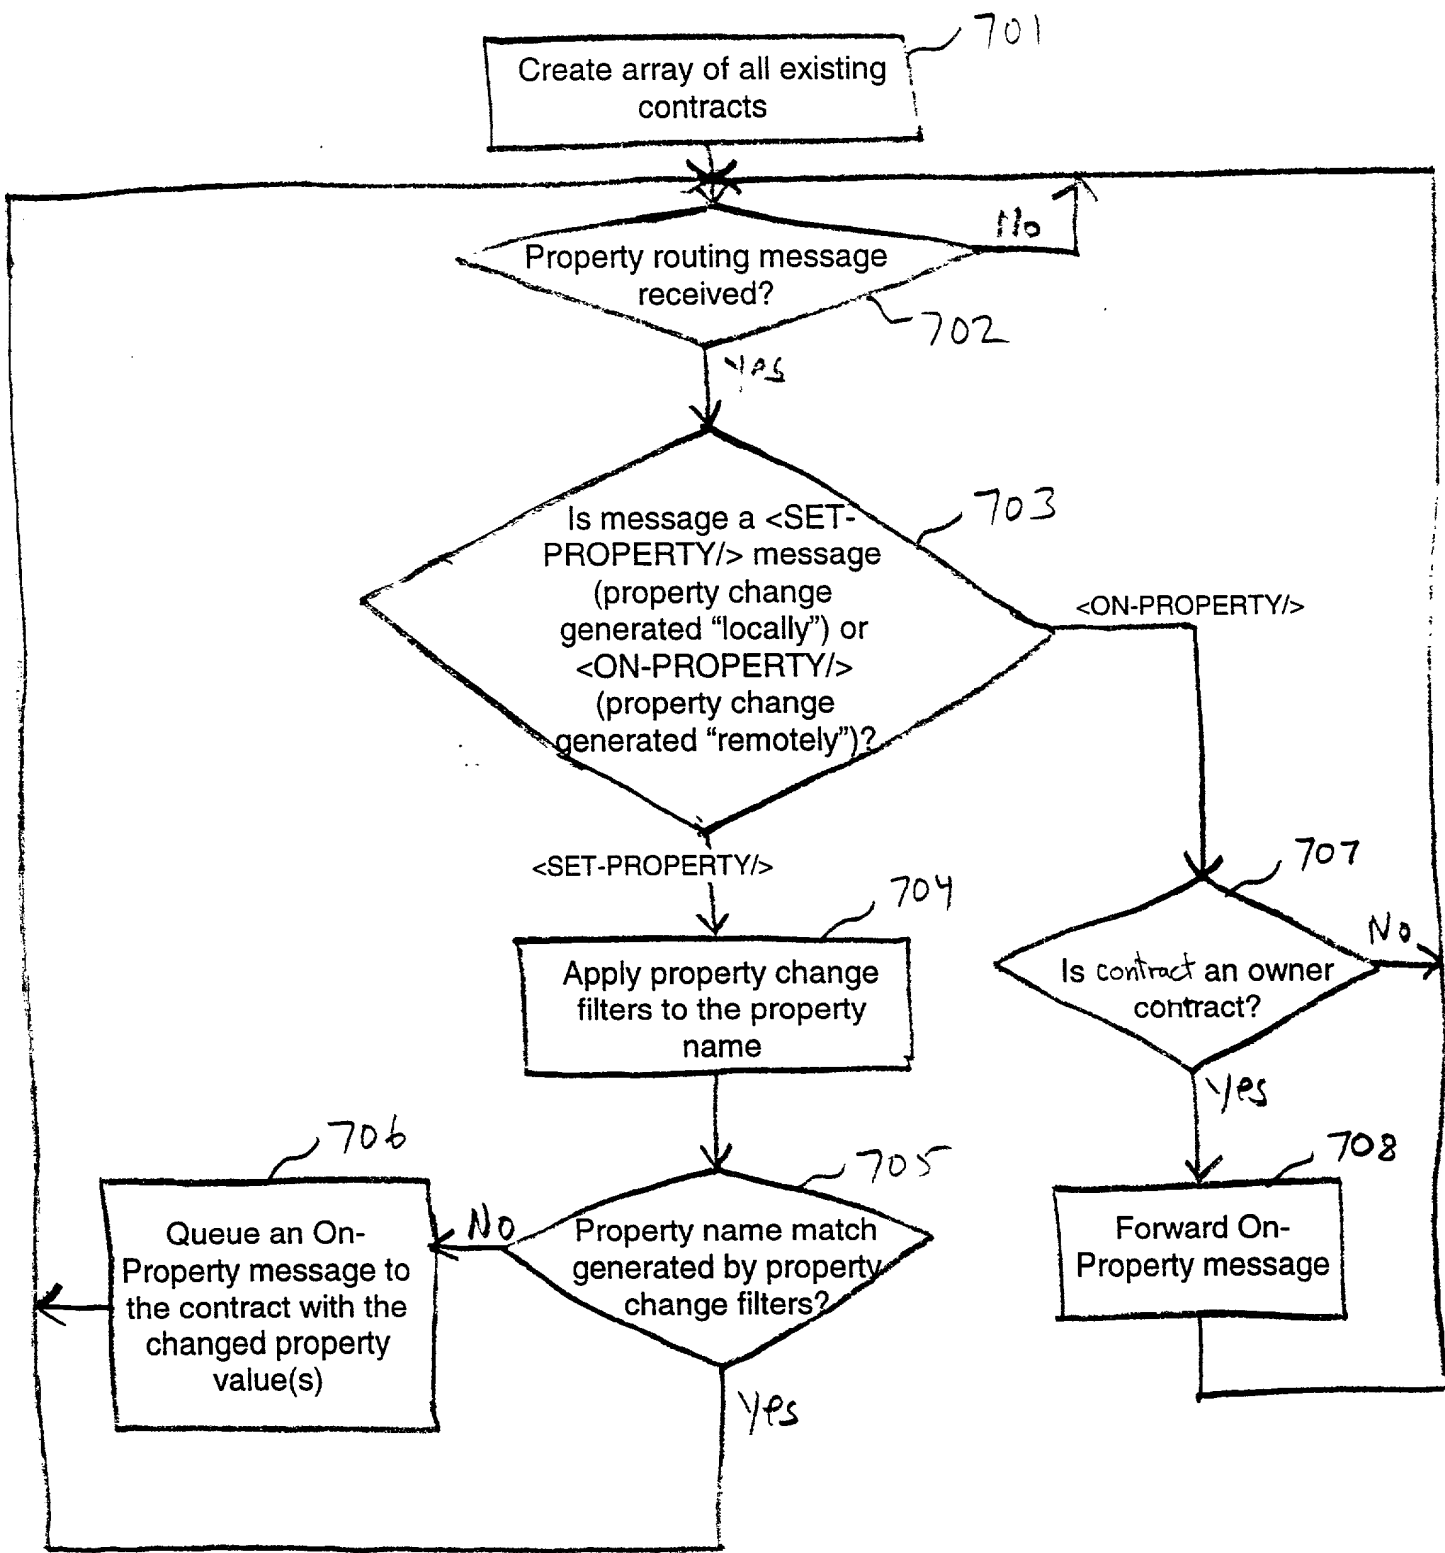 701
Create array of all existing
contracts
No
Property routing message
received?
702
Yes
Is message a <SET-
PROPERTY/> message
(property change
generated “locally”) or
<ON-PROPERTY/>
(property change
generated “remotely”)?
703
<ON-PROPERTY/>
<SET-PROPERTY/>
704
Apply property change
filters to the property
name
707
Is contract an owner
contract?
No
Yes
706
Queue an On-
Property message to
the contract with the
changed property
value(s)
No
705
Property name match
generated by property
change filters?
Yes
708
Forward On-
Property message